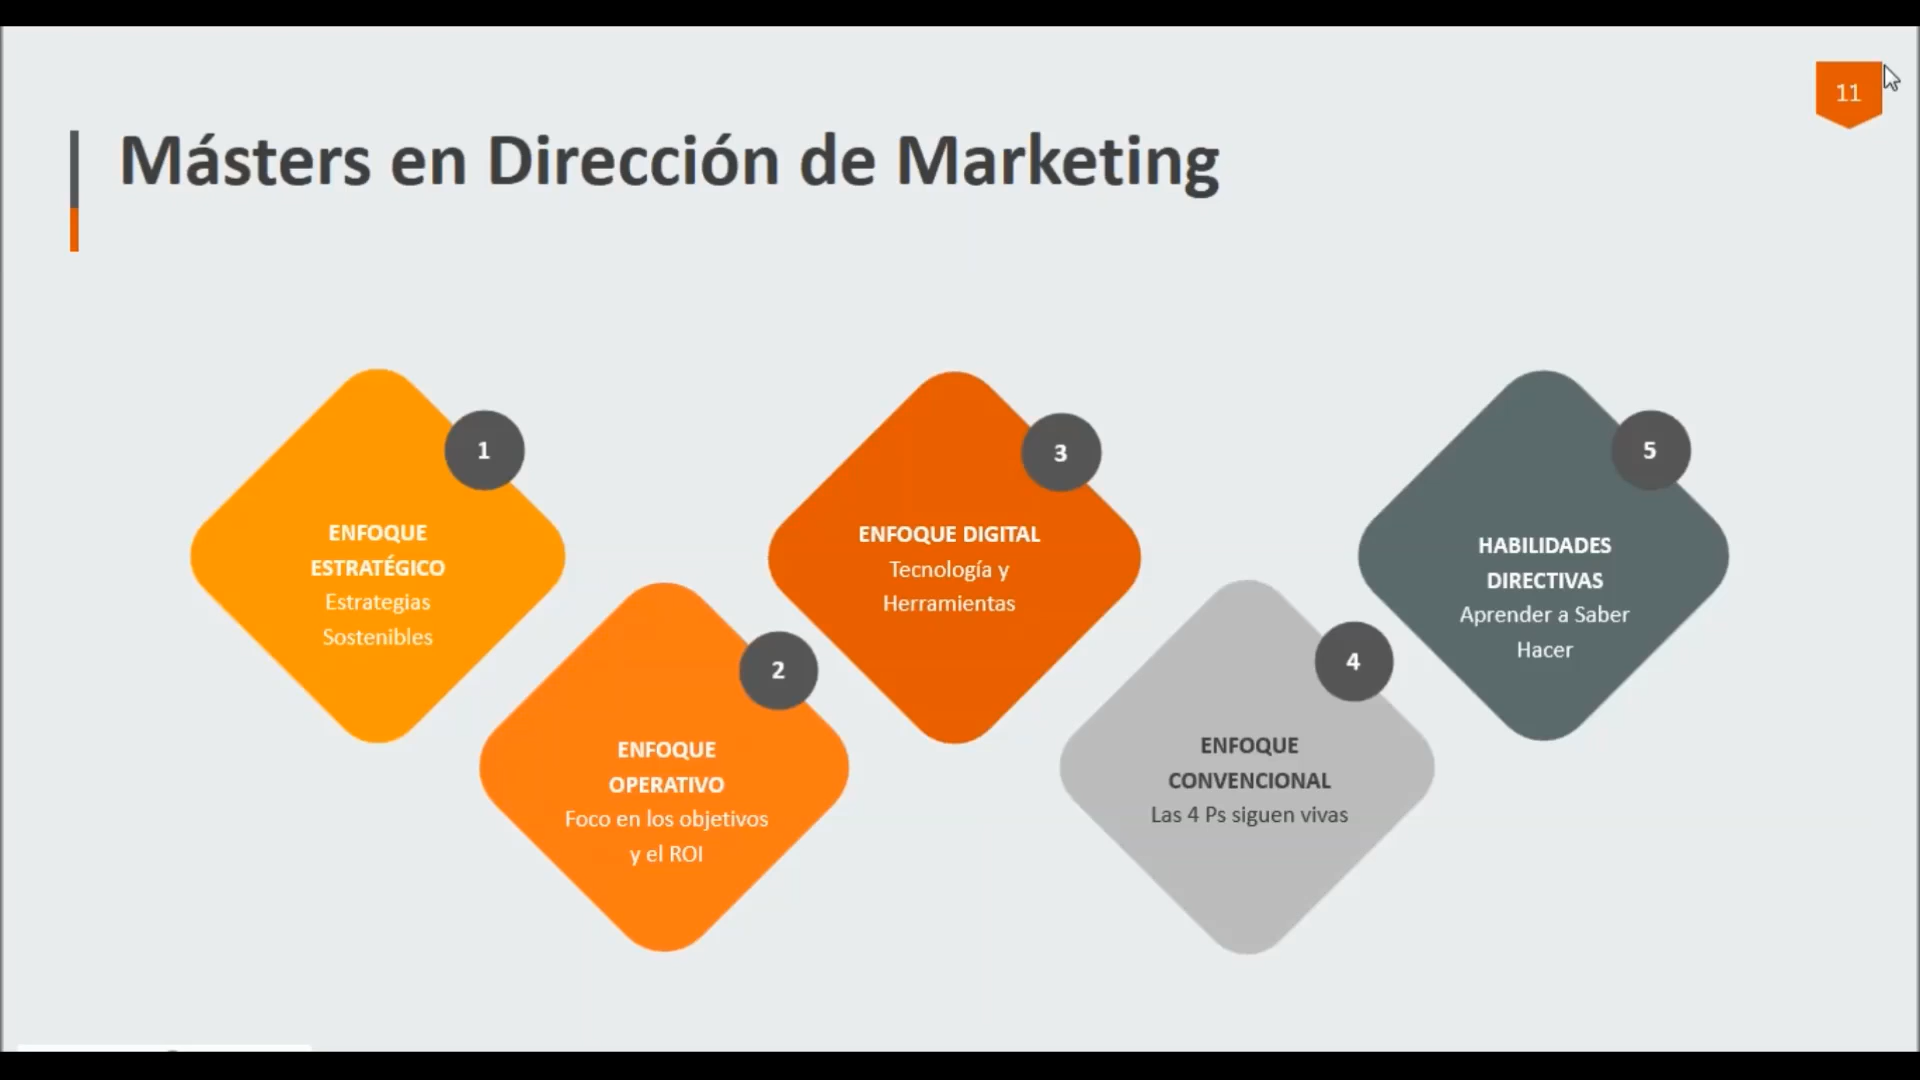 11
Másters en Dirección de Marketing
1
ENFOQUE
ESTRATÉGICO
Estrategias
Sostenibles
2
ENFOQUE
OPERATIVO
Foco en los objetivos
y el ROI
3
ENFOQUE DIGITAL
Tecnología y
Herramientas
4
ENFOQUE
CONVENCIONAL
Las 4 Ps siguen vivas
5
HABILIDADES
DIRECTIVAS
Aprender a Saber
Hacer